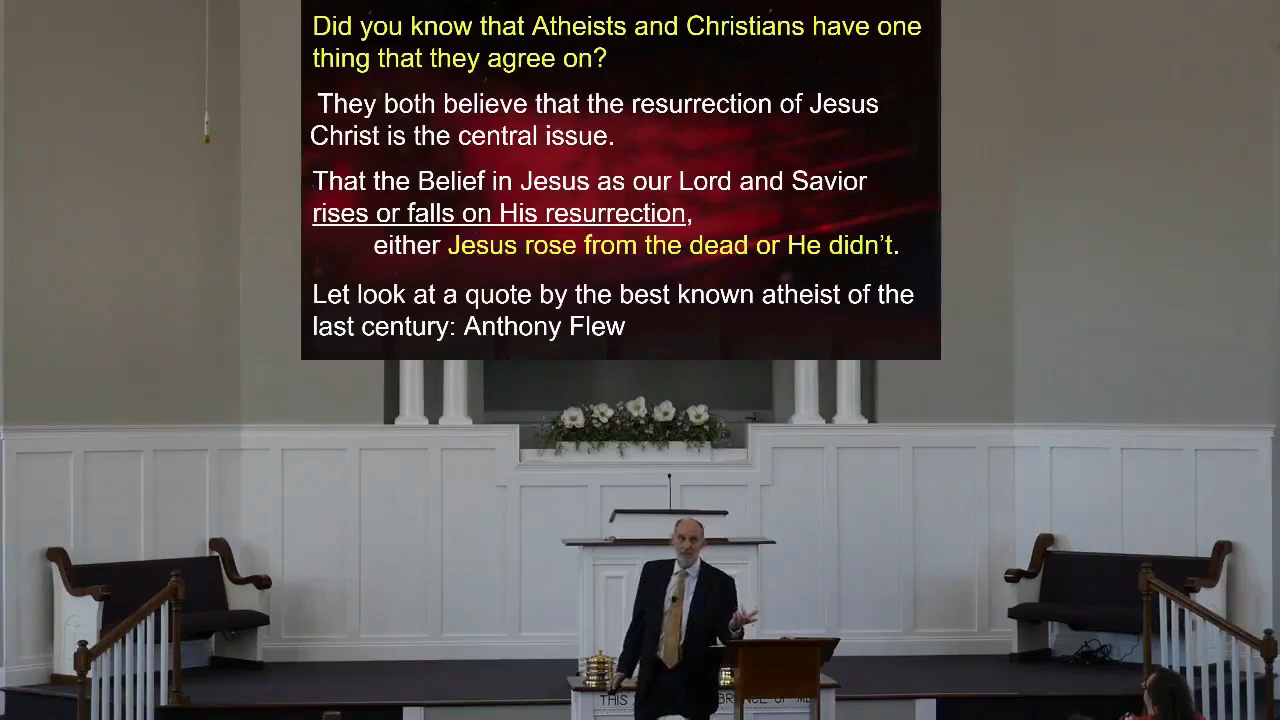 Did you know that Atheists and Christians have one
thing that they agree on?
They both believe that the resurrection of Jesus
Christ is the central issue.
That the Belief in Jesus as our Lord and Savior
rises or falls on His resurrection,
either Jesus rose from the dead or He didn't.
Let look at a quote by the best known atheist of the
last century: Anthony Flew
THIS
OF